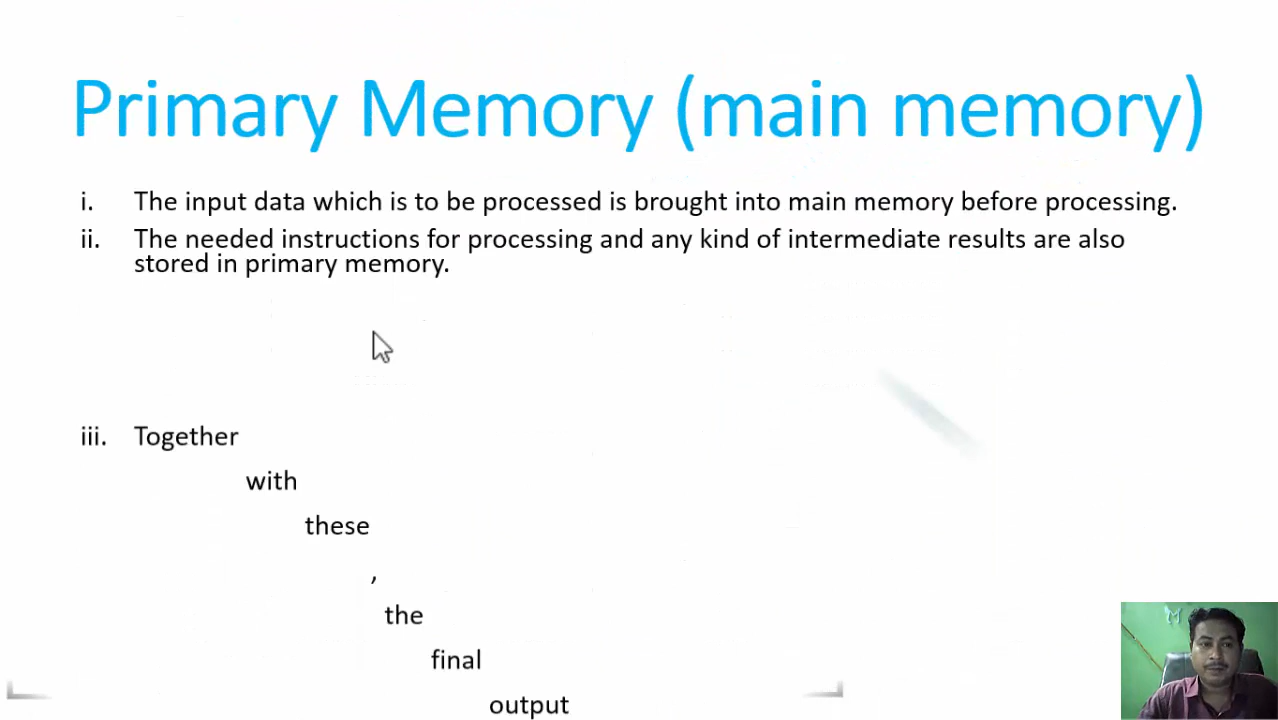 Primary Memory (main memory)
i. The input data which is to be processed is brought into main memory before processing.
ii. The needed instructions for processing and any kind of intermediate results are also
stored in primary memory.
iii. Together
with
these
,
the
final
output